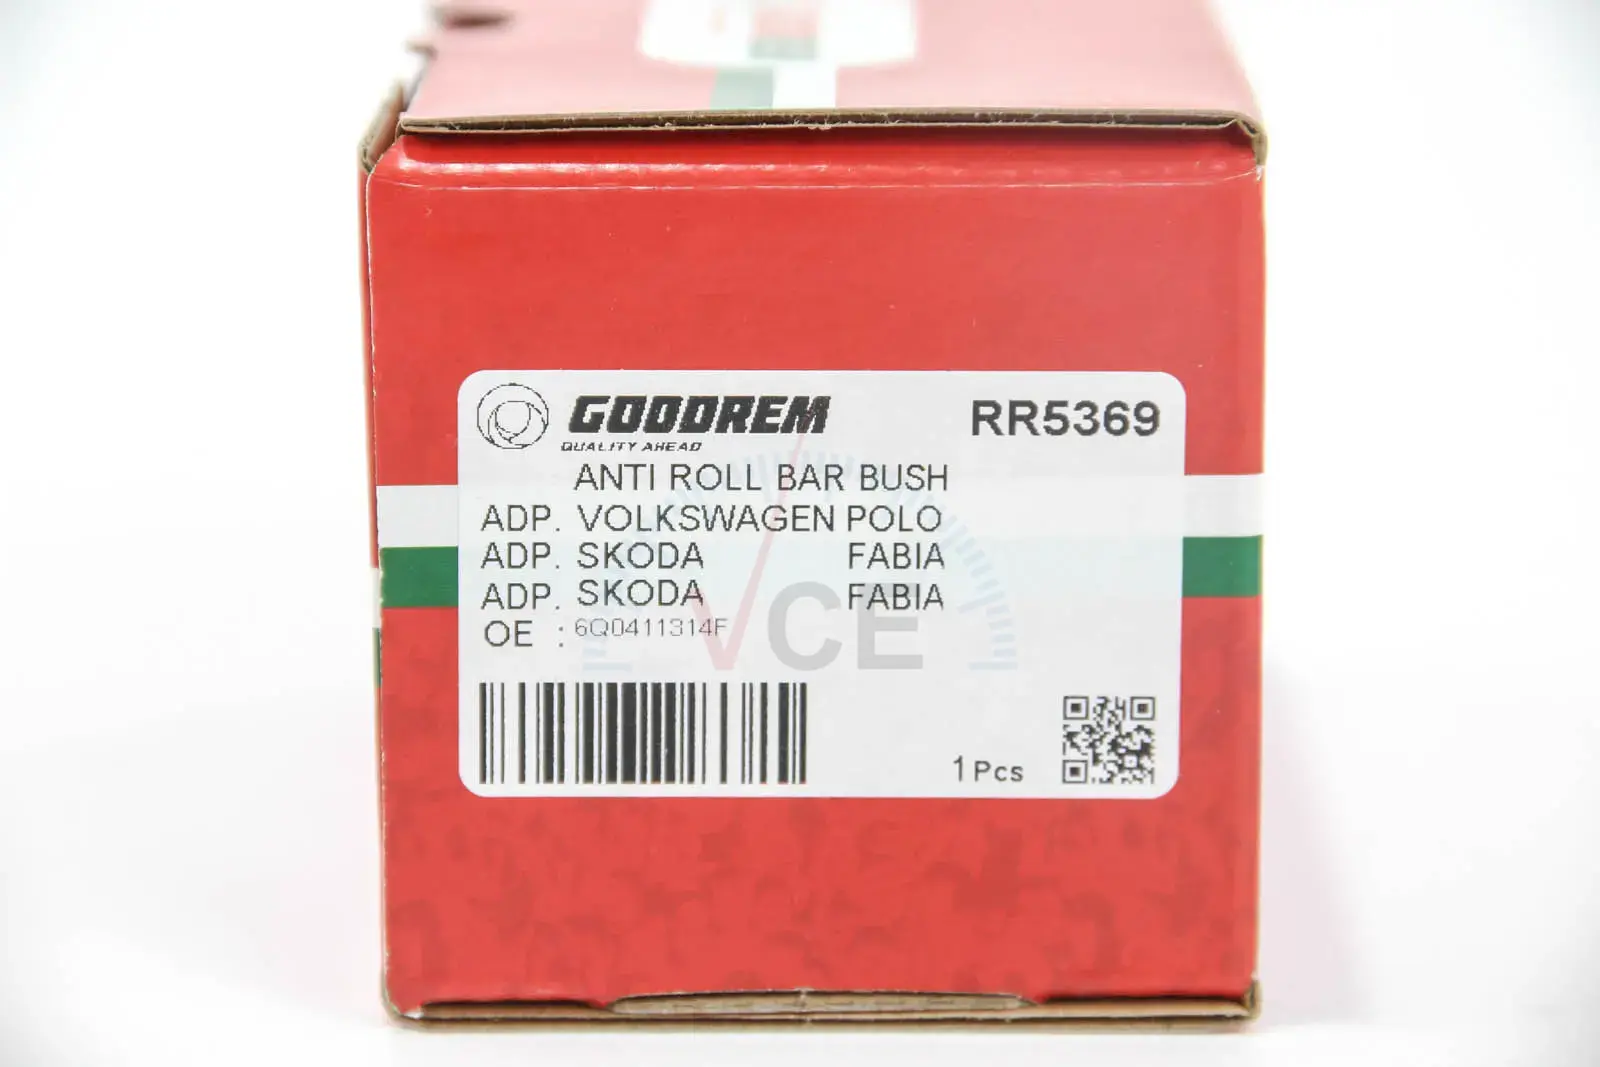 GOODREM RR5369
QUALITY AHEAD
ANTI ROLL BAR BUSH
ADP. VOLKSWAGEN POLO
ADP. SKODA FABIA
ADP. SKODA FABIA
OE : 6Q0411314F
VCE
1 Pcs